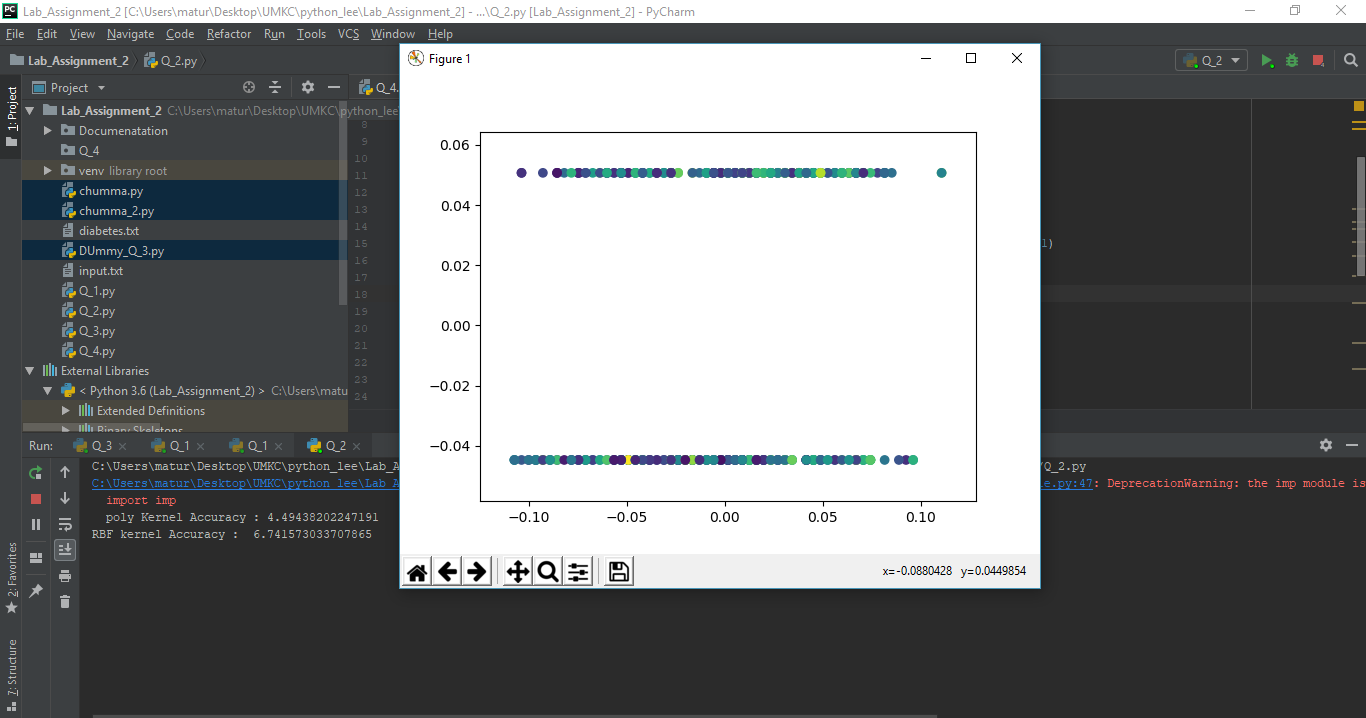 Lab_Assignment_2 [C:\Users\matur\Desktop\UMKC\python_lee\Lab_Assignment_2] - ...\Q_2.py [Lab_Assignment_2] - PyCharm
File Edit View Navigate Code Refactor Run Tools VCS Window Help
Lab_Assignment_2 Q_2.py
Q_2
1: Project
Project
Q_4.
Lab_Assignment_2 C:\Users\matur\Desktop\UMKC\python_lee
Documenatation
Q_4
venv library root
chumma.py
chumma_2.py
diabetes.txt
DUmmy_Q_3.py
input.txt
Q_1.py
Q_2.py
Q_3.py
Q_4.py
External Libraries
< Python 3.6 (Lab_Assignment_2) > C:\Users\matu
Extended Definitions
Binary Skeletons
8
9
10
11
12
13
14
15
16
17
18
19
20
21
22
23
24
1)
Figure 1
0.06
0.04
0.02
0.00
−0.02
−0.04
−0.10 −0.05 0.00 0.05 0.10
x=-0.0880428 y=0.0449854
Run: Q_3 Q_1 Q_1 Q_2
C:\Users\matur\Desktop\UMKC\python_lee\Lab_A /Q_2.py
C:\Users\matur\Desktop\UMKC\python_lee\Lab_A le.py:47: DeprecationWarning: the imp module is
import imp
poly Kernel Accuracy : 4.49438202247191
RBF kernel Accuracy : 6.741573033707865
2: Favorites
7: Structure